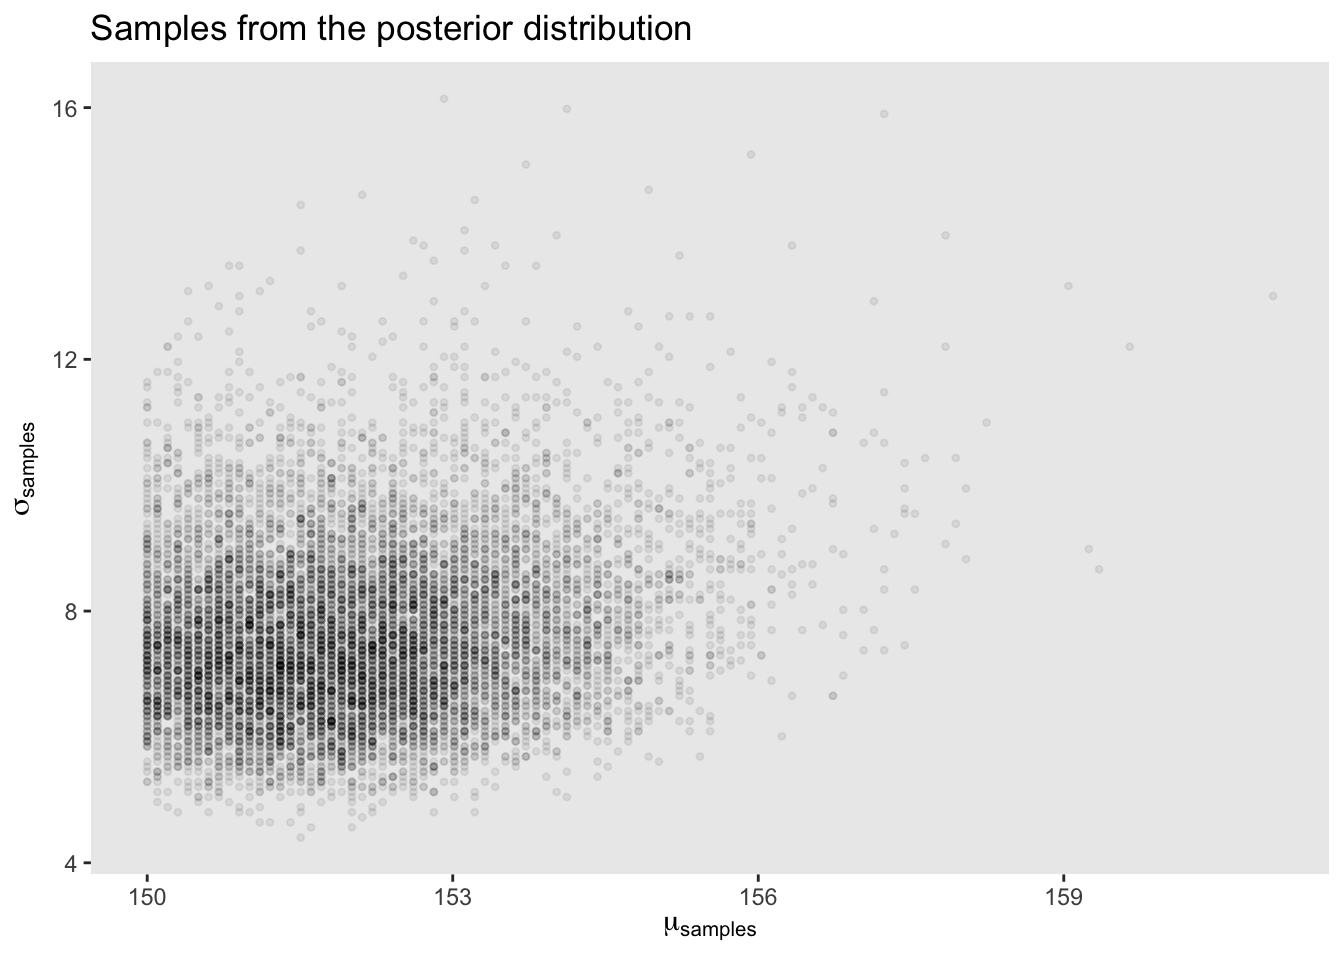 Samples from the posterior distribution
16
12
8
4
σsamples
150 153 156 159
μsamples